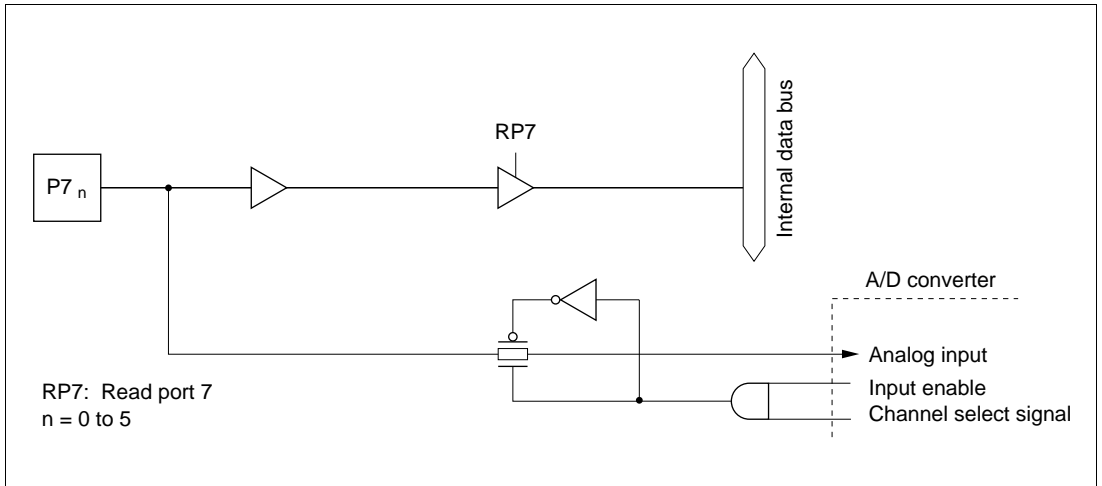 RP7
P7 n
Internal data bus
A/D converter
Analog input
Input enable
Channel select signal
RP7: Read port 7
n = 0 to 5